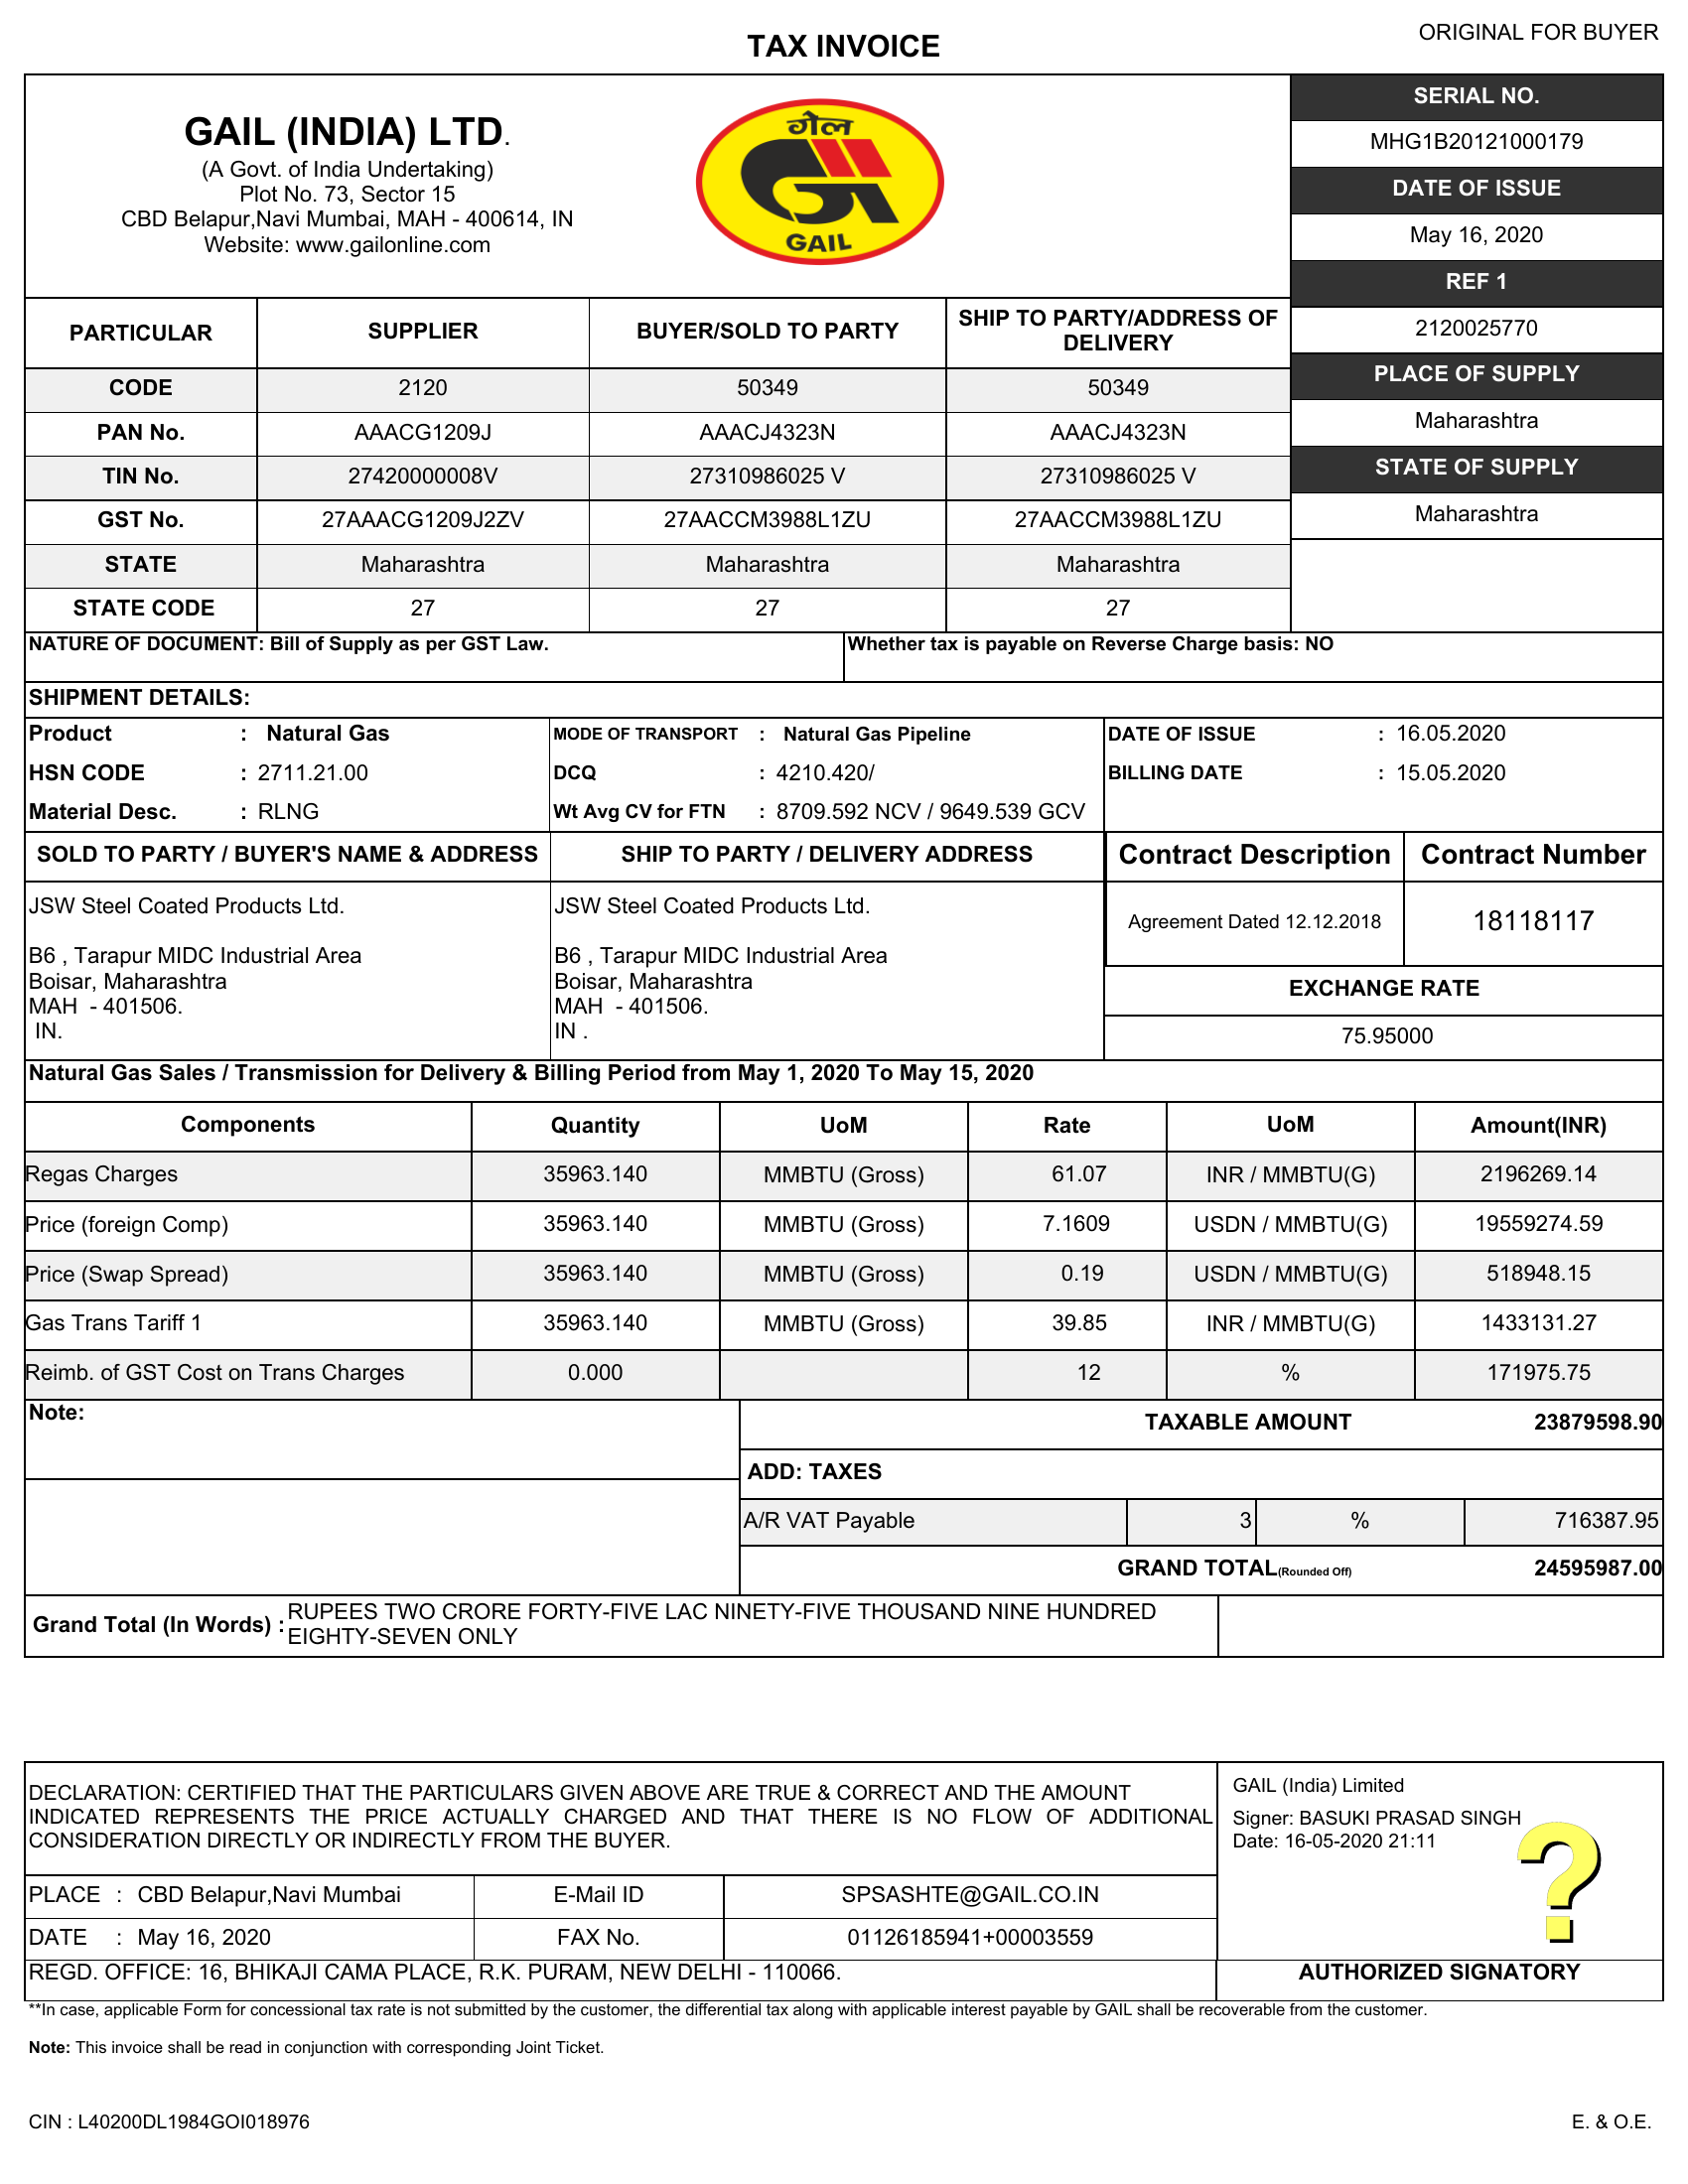 ORIGINAL FOR BUYER
TAX INVOICE
GAIL (INDIA) LTD.
(A Govt. of India Undertaking)
Plot No. 73, Sector 15
CBD Belapur,Navi Mumbai, MAH - 400614, IN
Website: www.gailonline.com
गेल
GAIL
SERIAL NO.
MHG1B20121000179
DATE OF ISSUE
May 16, 2020
REF 1
2120025770
PLACE OF SUPPLY
Maharashtra
STATE OF SUPPLY
Maharashtra
PARTICULAR SUPPLIER BUYER/SOLD TO PARTY SHIP TO PARTY/ADDRESS OF DELIVERY
CODE 2120 50349 50349
PAN No. AAACG1209J AAACJ4323N AAACJ4323N
TIN No. 27420000008V 27310986025 V 27310986025 V
GST No. 27AAACG1209J2ZV 27AACCM3988L1ZU 27AACCM3988L1ZU
STATE Maharashtra Maharashtra Maharashtra
STATE CODE 27 27 27
NATURE OF DOCUMENT: Bill of Supply as per GST Law. Whether tax is payable on Reverse Charge basis: NO
SHIPMENT DETAILS:
Product : Natural Gas MODE OF TRANSPORT : Natural Gas Pipeline DATE OF ISSUE : 16.05.2020
HSN CODE : 2711.21.00 DCQ : 4210.420/ BILLING DATE : 15.05.2020
Material Desc. : RLNG Wt Avg CV for FTN : 8709.592 NCV / 9649.539 GCV
SOLD TO PARTY / BUYER'S NAME & ADDRESS
JSW Steel Coated Products Ltd.
B6 , Tarapur MIDC Industrial Area
Boisar, Maharashtra
MAH - 401506.
IN.
SHIP TO PARTY / DELIVERY ADDRESS
JSW Steel Coated Products Ltd.
B6 , Tarapur MIDC Industrial Area
Boisar, Maharashtra
MAH - 401506.
IN .
Contract Description Contract Number
Agreement Dated 12.12.2018 18118117
EXCHANGE RATE
75.95000
Natural Gas Sales / Transmission for Delivery & Billing Period from May 1, 2020 To May 15, 2020
Components Quantity UoM Rate UoM Amount(INR)
Regas Charges 35963.140 MMBTU (Gross) 61.07 INR / MMBTU(G) 2196269.14
Price (foreign Comp) 35963.140 MMBTU (Gross) 7.1609 USDN / MMBTU(G) 19559274.59
Price (Swap Spread) 35963.140 MMBTU (Gross) 0.19 USDN / MMBTU(G) 518948.15
Gas Trans Tariff 1 35963.140 MMBTU (Gross) 39.85 INR / MMBTU(G) 1433131.27
Reimb. of GST Cost on Trans Charges 0.000 12 % 171975.75
Note:
TAXABLE AMOUNT 23879598.90
ADD: TAXES
A/R VAT Payable 3 % 716387.95
GRAND TOTAL(Rounded Off) 24595987.00
Grand Total (In Words) : RUPEES TWO CRORE FORTY-FIVE LAC NINETY-FIVE THOUSAND NINE HUNDRED
EIGHTY-SEVEN ONLY
DECLARATION: CERTIFIED THAT THE PARTICULARS GIVEN ABOVE ARE TRUE & CORRECT AND THE AMOUNT
INDICATED REPRESENTS THE PRICE ACTUALLY CHARGED AND THAT THERE IS NO FLOW OF ADDITIONAL
CONSIDERATION DIRECTLY OR INDIRECTLY FROM THE BUYER.
GAIL (India) Limited
Signer: BASUKI PRASAD SINGH
Date: 16-05-2020 21:11
?
PLACE : CBD Belapur,Navi Mumbai E-Mail ID SPSASHTE@GAIL.CO.IN
DATE : May 16, 2020 FAX No. 01126185941+00003559
REGD. OFFICE: 16, BHIKAJI CAMA PLACE, R.K. PURAM, NEW DELHI - 110066. AUTHORIZED SIGNATORY
**In case, applicable Form for concessional tax rate is not submitted by the customer, the differential tax along with applicable interest payable by GAIL shall be recoverable from the customer.
Note: This invoice shall be read in conjunction with corresponding Joint Ticket.
CIN : L40200DL1984GOI018976 E. & O.E.